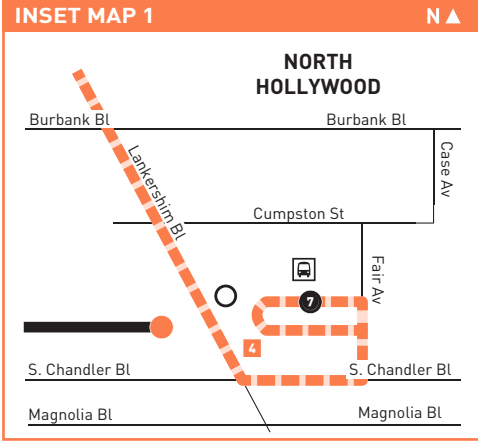 INSET MAP 1
N
NORTH
HOLLYWOOD
Burbank Bl
Burbank Bl
Case Av
Lankershim Bl
Cumpston St
Fair Av
7
4
S. Chandler Bl
S. Chandler Bl
Magnolia Bl
Magnolia Bl